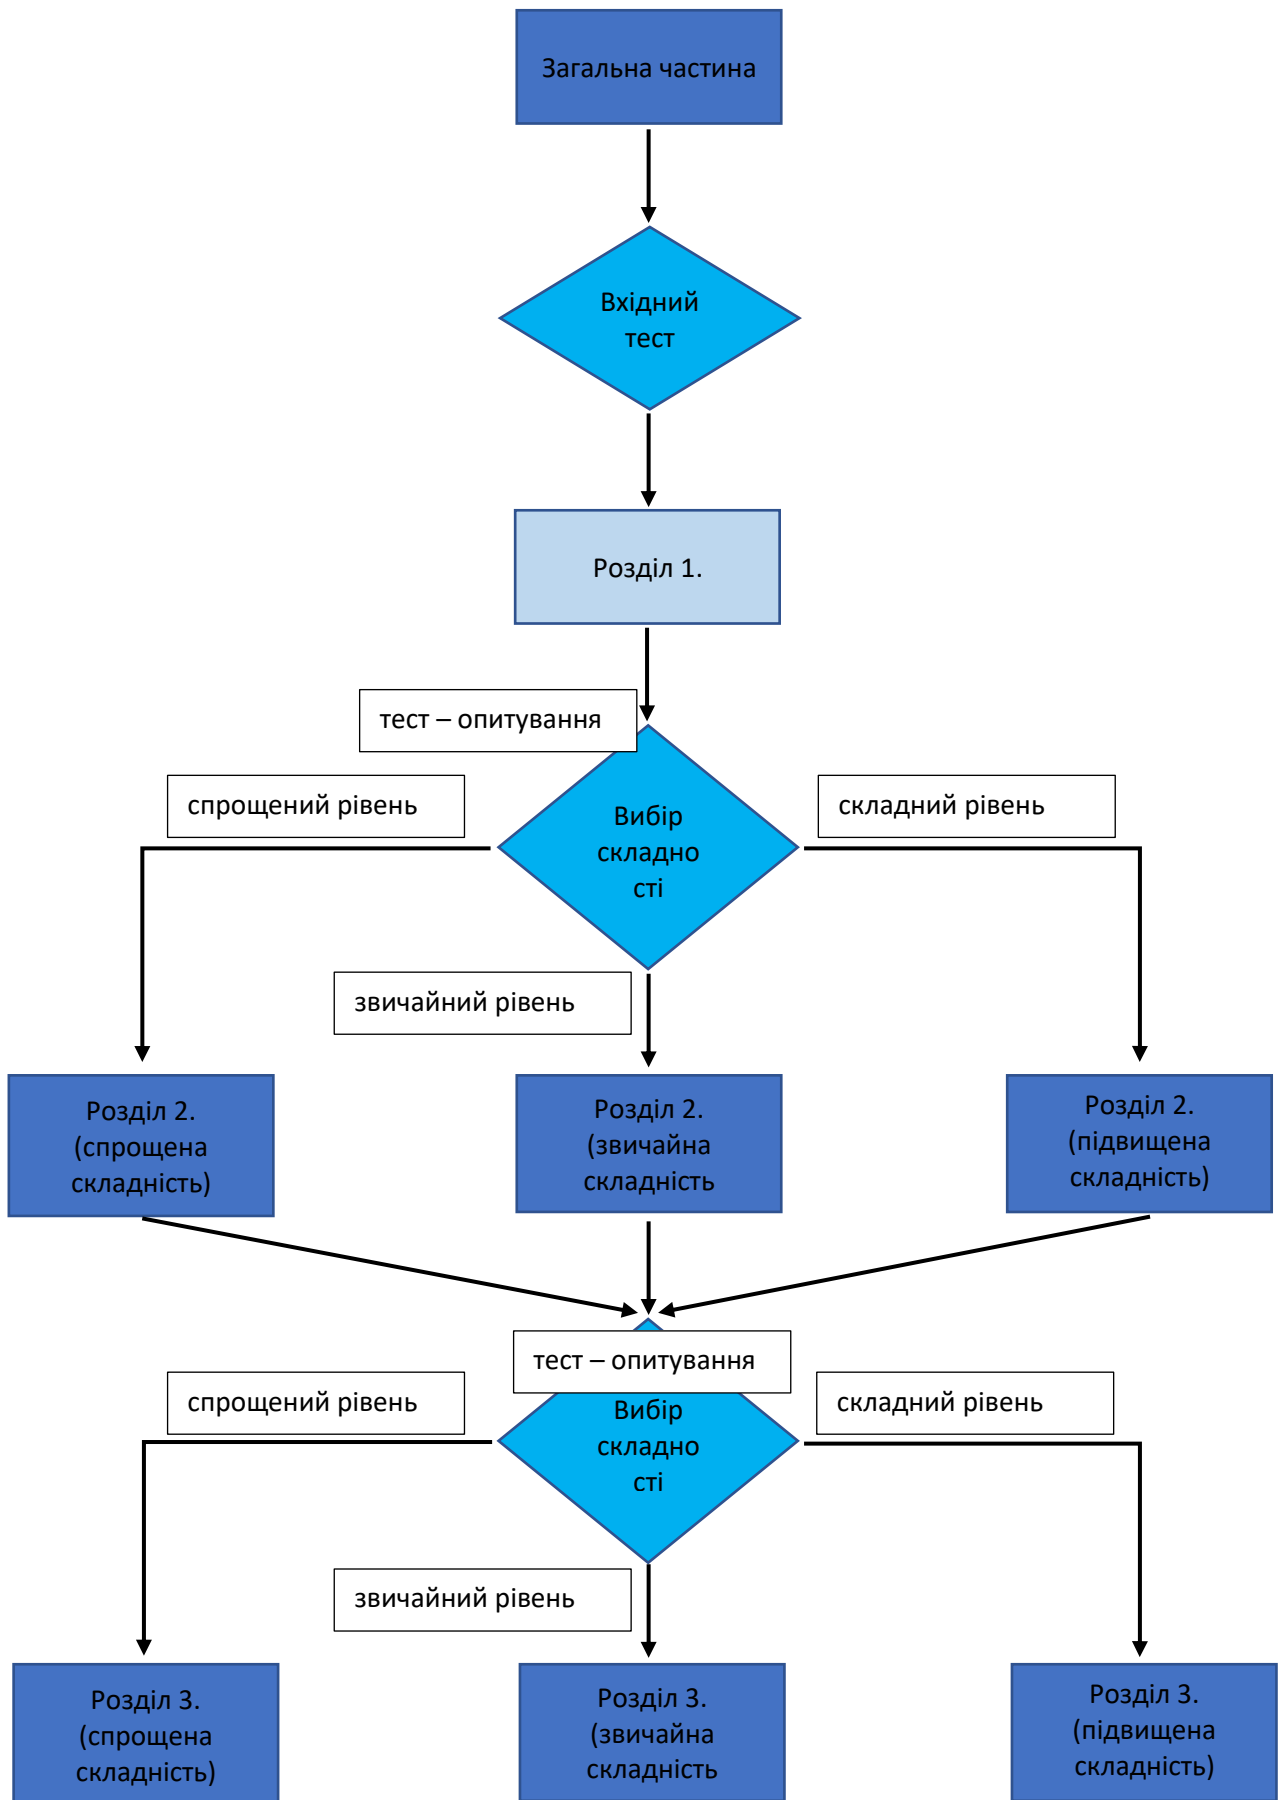 Загальна частина
Вхідний
тест
Розділ 1.
тест – опитування
спрощений рівень
складний рівень
Вибір
складно
сті
звичайний рівень
Розділ 2.
(спрощена
складність)
Розділ 2.
(звичайна
складність
Розділ 2.
(підвищена
складність)
тест – опитування
спрощений рівень
складний рівень
Вибір
складно
сті
звичайний рівень
Розділ 3.
(спрощена
складність)
Розділ 3.
(звичайна
складність
Розділ 3.
(підвищена
складність)